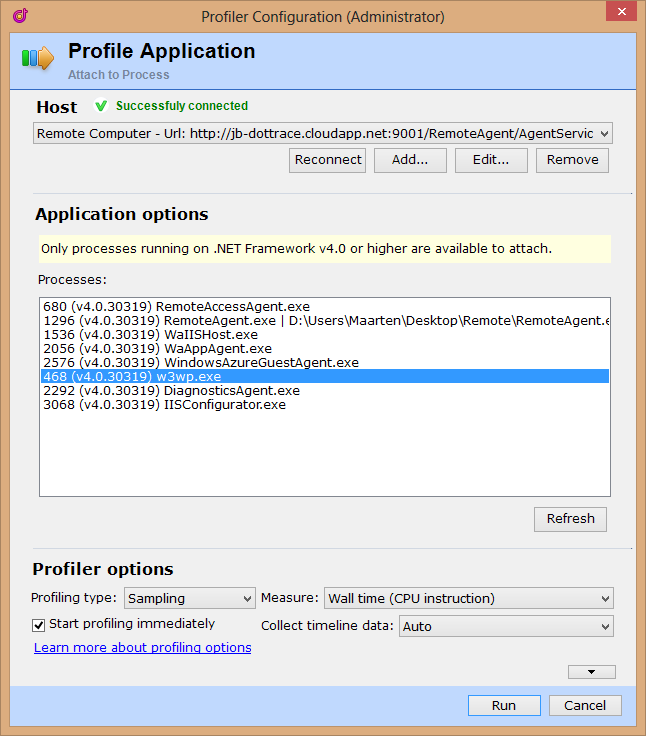 Profiler Configuration (Administrator)
Profile Application
Attach to Process
Host
Successfuly connected
Remote Computer - Url: http://jb-dottrace.cloudapp.net:9001/RemoteAgent/AgentServic
Reconnect Add... Edit... Remove
Application options
Only processes running on .NET Framework v4.0 or higher are available to attach.
Processes:
680 (v4.0.30319) RemoteAccessAgent.exe
1296 (v4.0.30319) RemoteAgent.exe | D:\Users\Maarten\Desktop\Remote\RemoteAgent.e
1536 (v4.0.30319) WaIISHost.exe
2056 (v4.0.30319) WaAppAgent.exe
2576 (v4.0.30319) WindowsAzureGuestAgent.exe
468 (v4.0.30319) w3wp.exe
2292 (v4.0.30319) DiagnosticsAgent.exe
3068 (v4.0.30319) IISConfigurator.exe
Refresh
Profiler options
Profiling type: Sampling Measure: Wall time (CPU instruction)
Start profiling immediately Collect timeline data: Auto
Learn more about profiling options
Run Cancel